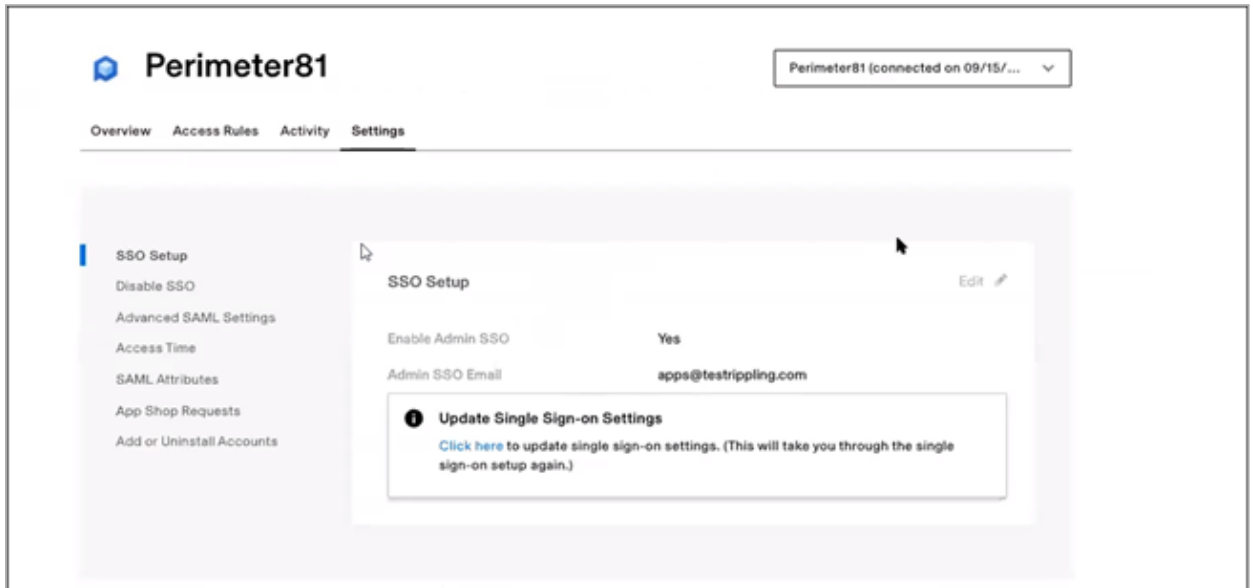 Perimeter81
Perimeter81 (connected on 09/15/...
Overview Access Rules Activity Settings
SSO Setup
Disable SSO
Advanced SAML Settings
Access Time
SAML Attributes
App Shop Requests
Add or Uninstall Accounts
SSO Setup
Edit
Enable Admin SSO Yes
Admin SSO Email apps@testrippling.com
Update Single Sign-on Settings
Click here to update single sign-on settings. (This will take you through the single
sign-on setup again.)